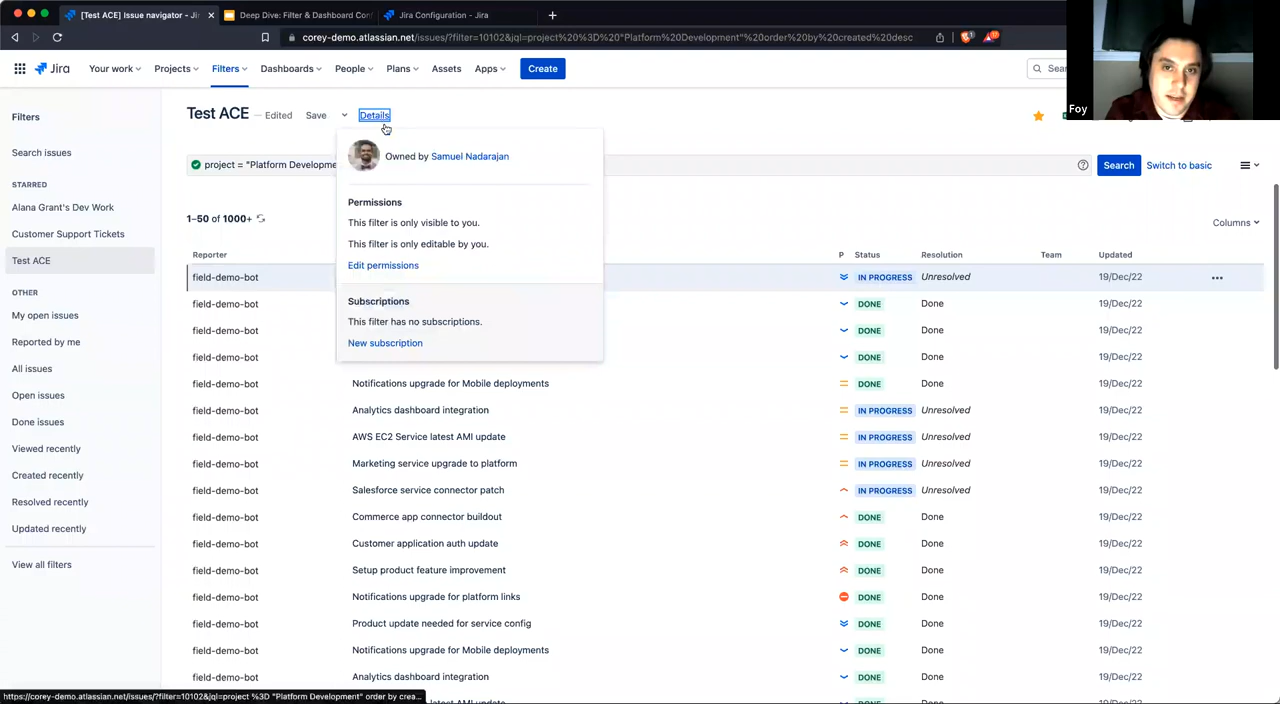 [Test ACE] Issue navigator - Jir
Deep Dive: Filter & Dashboard Con
Jira Configuration - Jira
corey-demo.atlassian.net/issues/?filter=10102&jql=project%20%3D%20"Platform%20Development"%20order%20by%20created%20desc
Jira
Your work
Projects
Filters
Dashboards
People
Plans
Assets
Apps
Create
Sear
Foy
Filters
Search issues
STARRED
Alana Grant's Dev Work
Customer Support Tickets
Test ACE
OTHER
My open issues
Reported by me
All issues
Open issues
Done issues
Viewed recently
Created recently
Resolved recently
Updated recently
View all filters
Test ACE — Edited Save Details
project = "Platform Developme
Search
Switch to basic
Owned by Samuel Nadarajan
Permissions
This filter is only visible to you.
This filter is only editable by you.
Edit permissions
Subscriptions
This filter has no subscriptions.
New subscription
1–50 of 1000+
Columns
Reporter P Status Resolution Team Updated
field-demo-bot IN PROGRESS Unresolved 19/Dec/22
field-demo-bot DONE Done 19/Dec/22
field-demo-bot DONE Done 19/Dec/22
field-demo-bot DONE Done 19/Dec/22
field-demo-bot Notifications upgrade for Mobile deployments DONE Done 19/Dec/22
field-demo-bot Analytics dashboard integration IN PROGRESS Unresolved 19/Dec/22
field-demo-bot AWS EC2 Service latest AMI update IN PROGRESS Unresolved 19/Dec/22
field-demo-bot Marketing service upgrade to platform IN PROGRESS Unresolved 19/Dec/22
field-demo-bot Salesforce service connector patch IN PROGRESS Unresolved 19/Dec/22
field-demo-bot Commerce app connector buildout DONE Done 19/Dec/22
field-demo-bot Customer application auth update DONE Done 19/Dec/22
field-demo-bot Setup product feature improvement DONE Done 19/Dec/22
field-demo-bot Notifications upgrade for platform links DONE Done 19/Dec/22
field-demo-bot Product update needed for service config DONE Done 19/Dec/22
field-demo-bot Notifications upgrade for Mobile deployments DONE Done 19/Dec/22
field-demo-bot Analytics dashboard integration DONE Done 19/Dec/22
https://corey-demo.atlassian.net/issues/?filter=10102&jql=project %3D "Platform Development" order by crea...